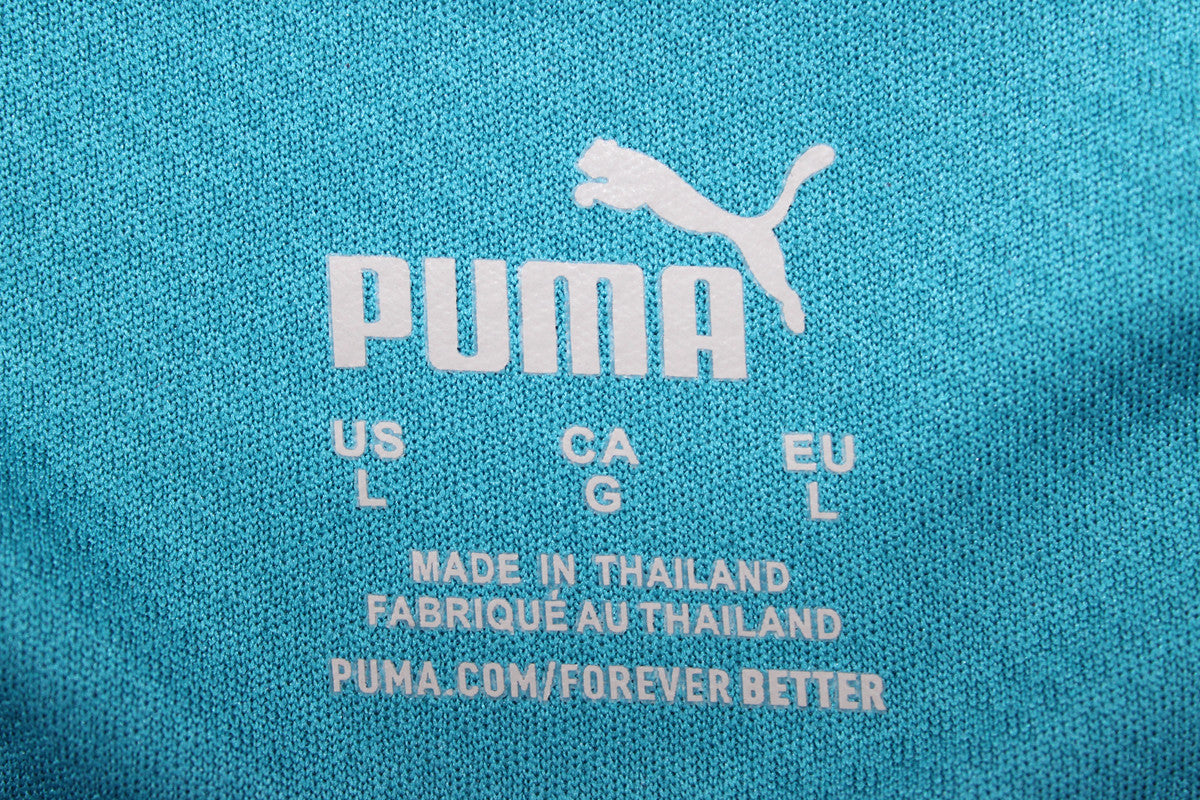 PUMA
US CA EU
L G L
MADE IN THAILAND
FABRIQUÉ AU THAILAND
PUMA.COM/FOREVER BETTER